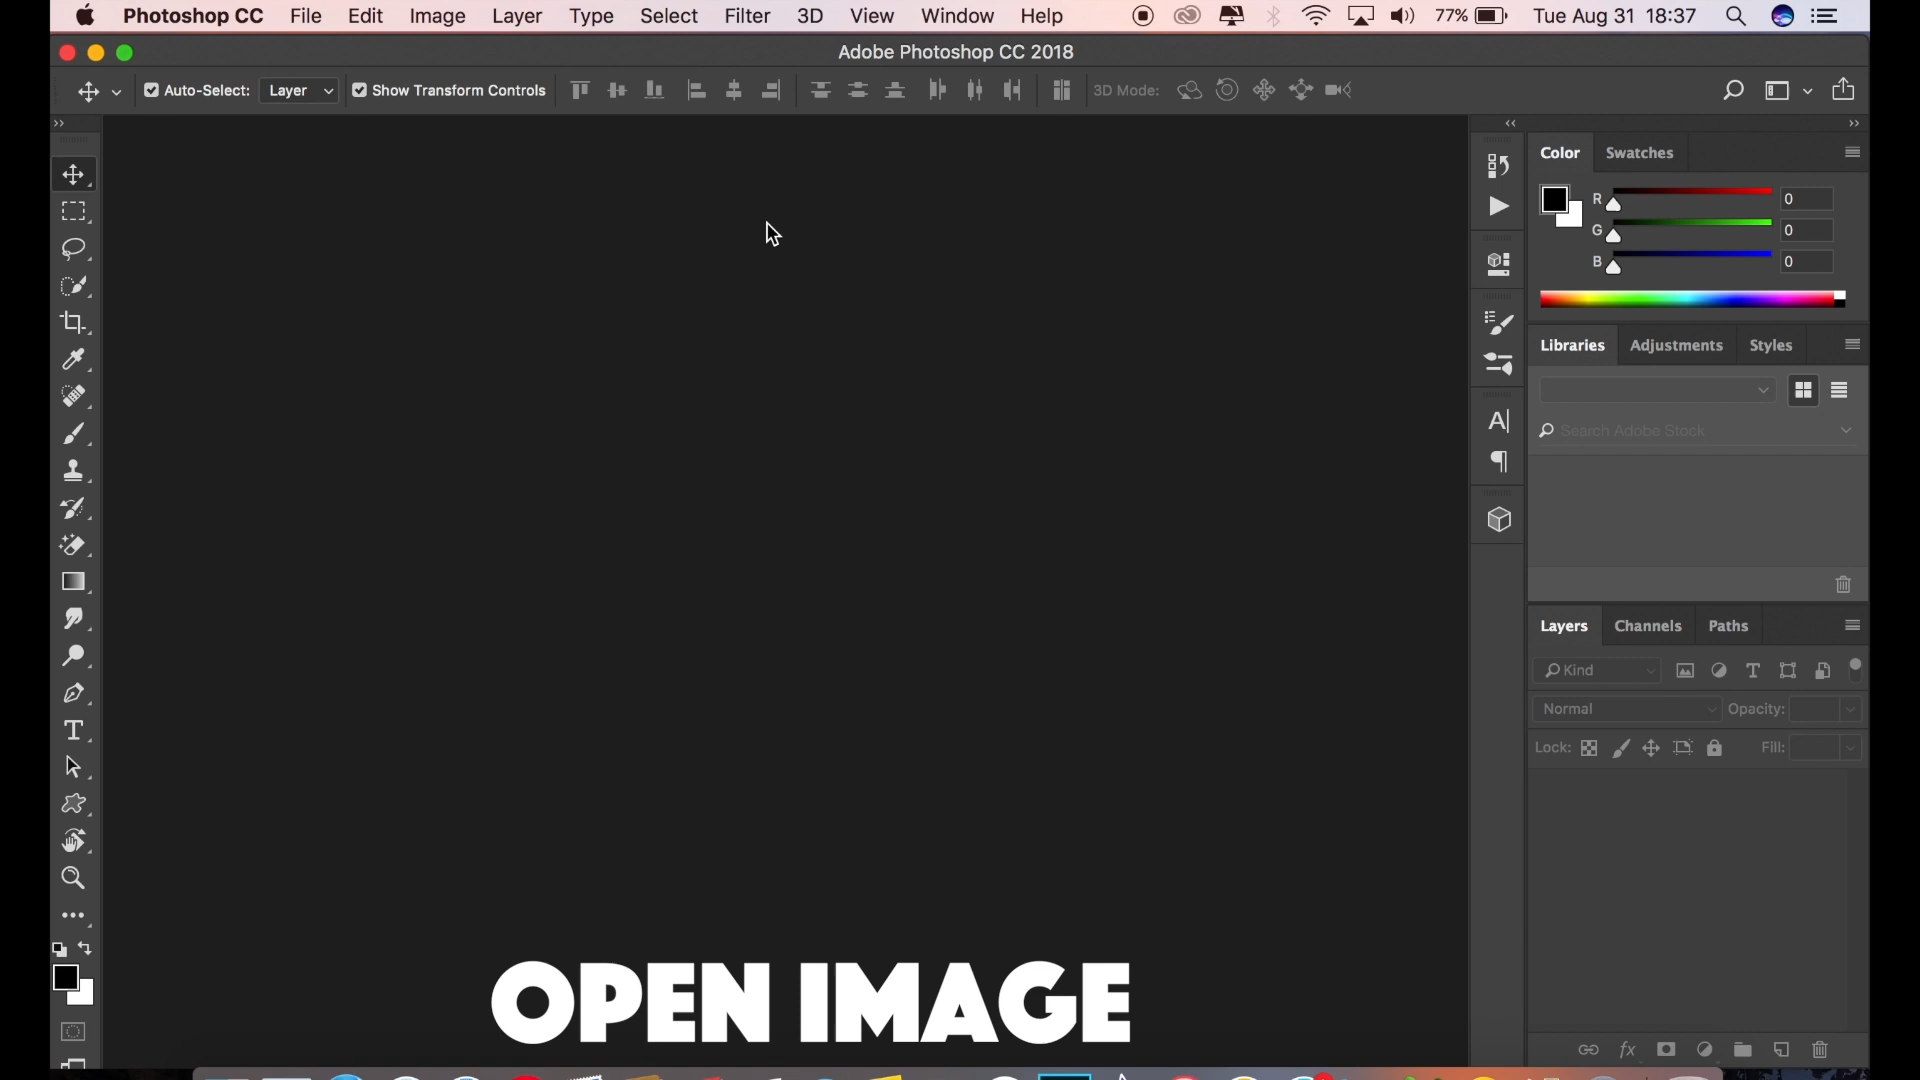 Photoshop CC File Edit Image Layer Type Select Filter 3D View Window Help 77% Tue Aug 31 18:37
Adobe Photoshop CC 2018
Auto-Select: Layer Show Transform Controls 3D Mode:
Color Swatches
R 0
G 0
B 0
Libraries Adjustments Styles
Search Adobe Stock
Layers Channels Paths
Kind
Normal Opacity:
Lock: Fill:
OPEN IMAGE